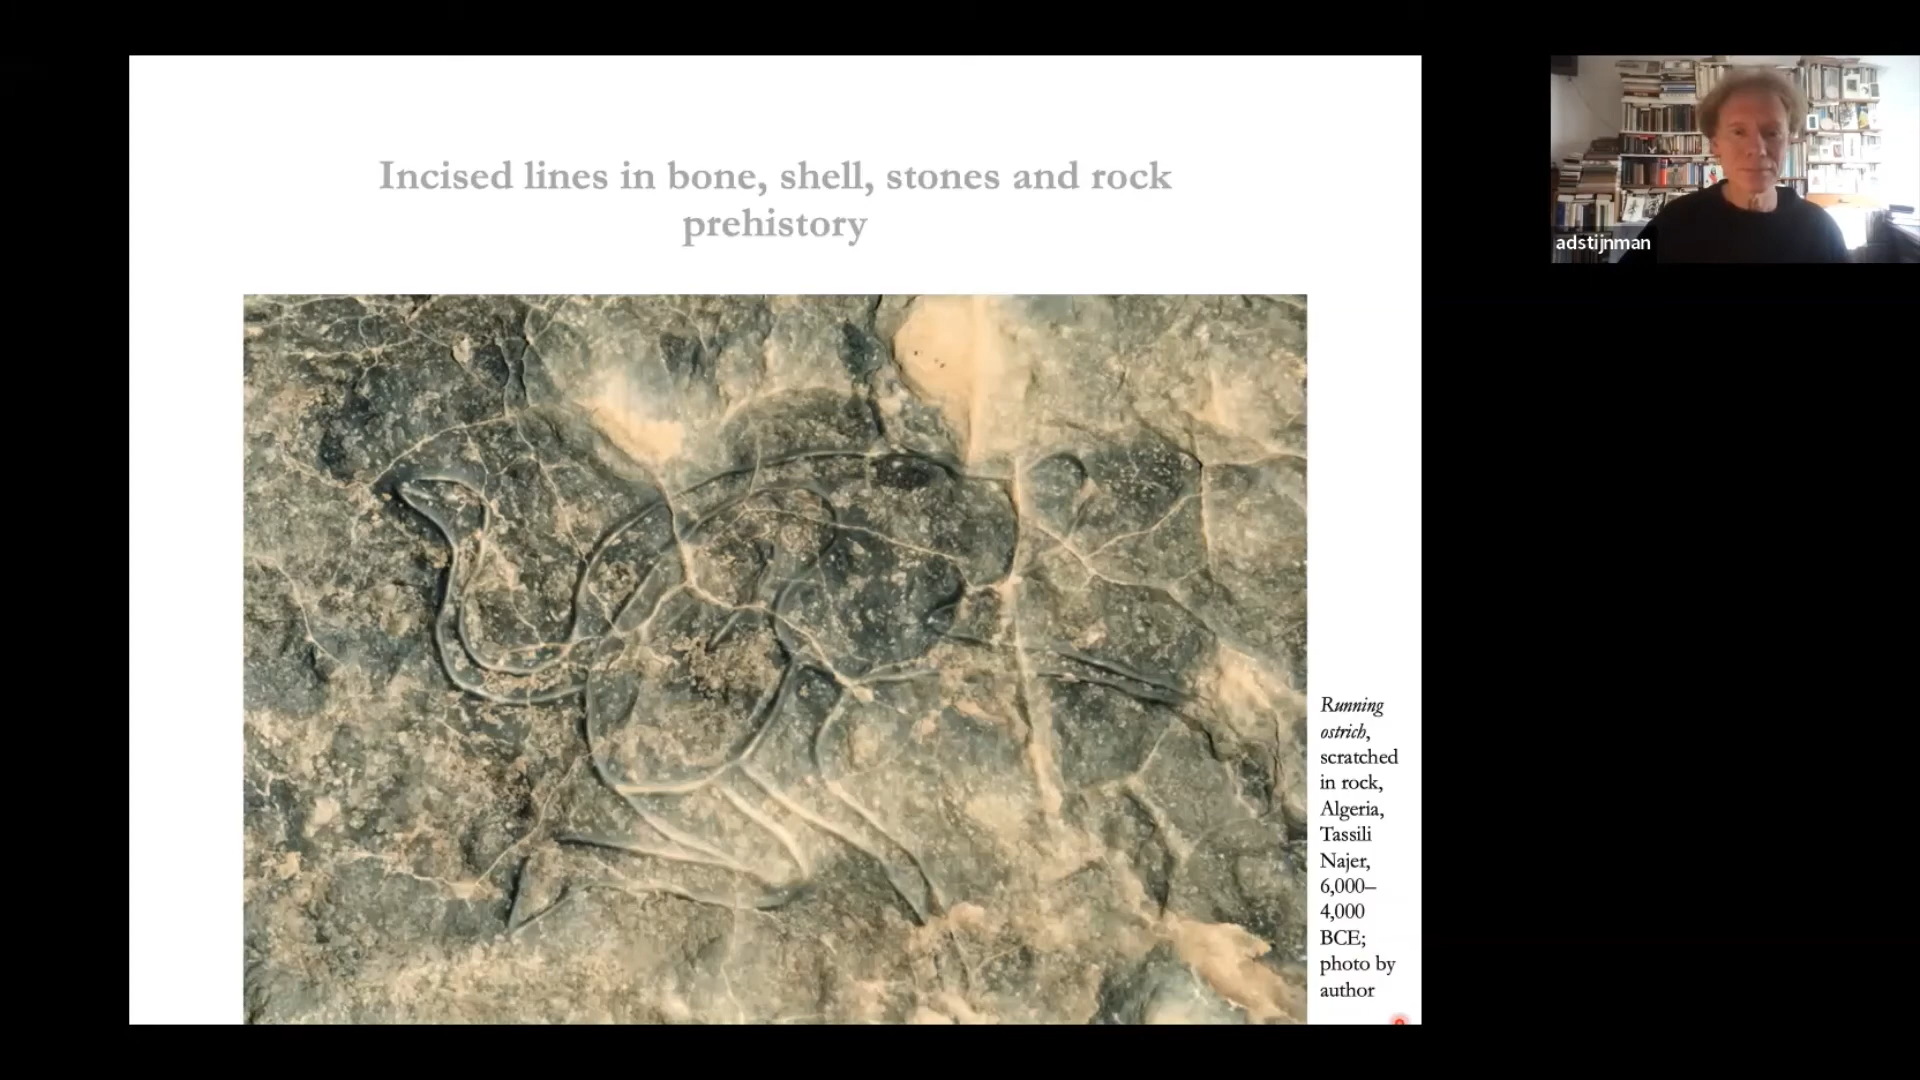 Incised lines in bone, shell, stones and rock
prehistory
adstijnman
Running
ostrich,
scratched
in rock,
Algeria,
Tassili
Najer,
6,000–
4,000
BCE;
photo by
author